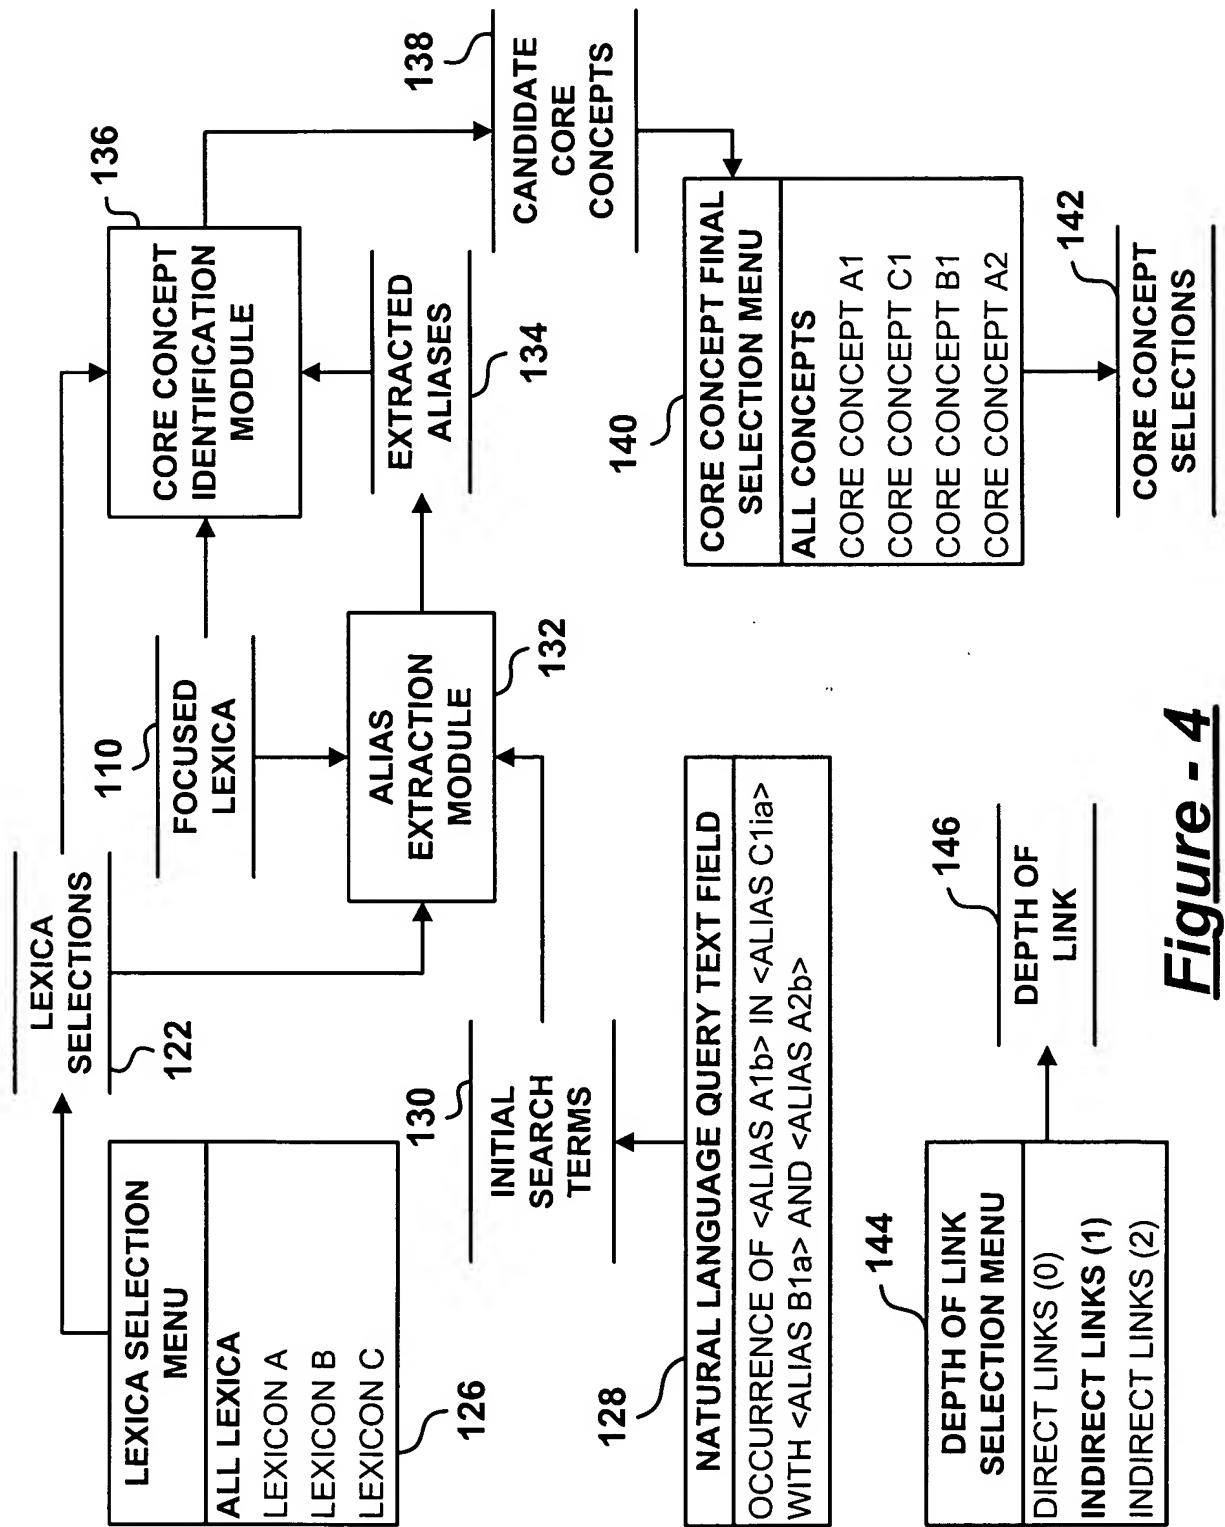 LEXICA SELECTION
MENU
ALL LEXICA
LEXICON A
LEXICON B
LEXICON C
126
LEXICA
SELECTIONS
122
110
FOCUSED
LEXICA
CORE CONCEPT
IDENTIFICATION
MODULE
136
130
INITIAL
SEARCH
TERMS
ALIAS
EXTRACTION
MODULE
132
EXTRACTED
ALIASES
134
138
CANDIDATE
CORE
CONCEPTS
128
NATURAL LANGUAGE QUERY TEXT FIELD
OCCURRENCE OF <ALIAS A1b> IN <ALIAS C1ia>
WITH <ALIAS B1a> AND <ALIAS A2b>
140
CORE CONCEPT FINAL
SELECTION MENU
ALL CONCEPTS
CORE CONCEPT A1
CORE CONCEPT C1
CORE CONCEPT B1
CORE CONCEPT A2
142
CORE CONCEPT
SELECTIONS
144
DEPTH OF LINK
SELECTION MENU
DIRECT LINKS (0)
INDIRECT LINKS (1)
INDIRECT LINKS (2)
146
DEPTH OF
LINK
Figure - 4